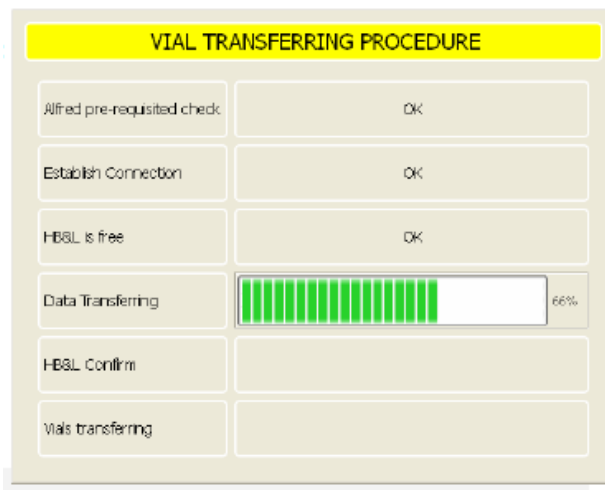 VIAL TRANSFERRING PROCEDURE
Alfred pre-requisited check OK
Establish Connection OK
HB&L is free OK
Data Transferring 66%
HB&L Confirm
Vials transferring